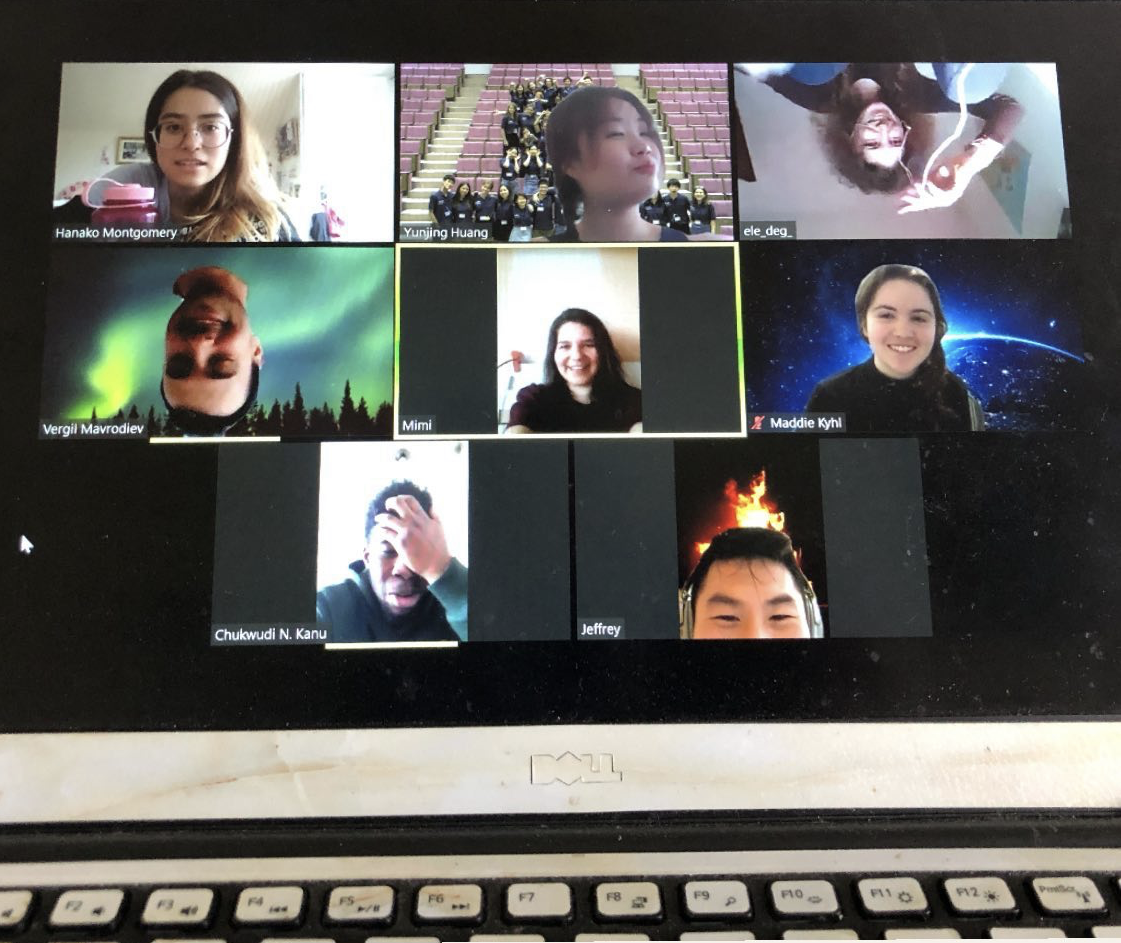 Hanako Montgomery
Yunjing Huang
ele_deg_
Vergil Mavrodiev
Mimi
Maddie Kyhl
Chukwudi N. Kanu
Jeffrey
DELL
F2
F3
F4
F5
F6
F7
F8
F9
F10
F11
F12
PrntScr